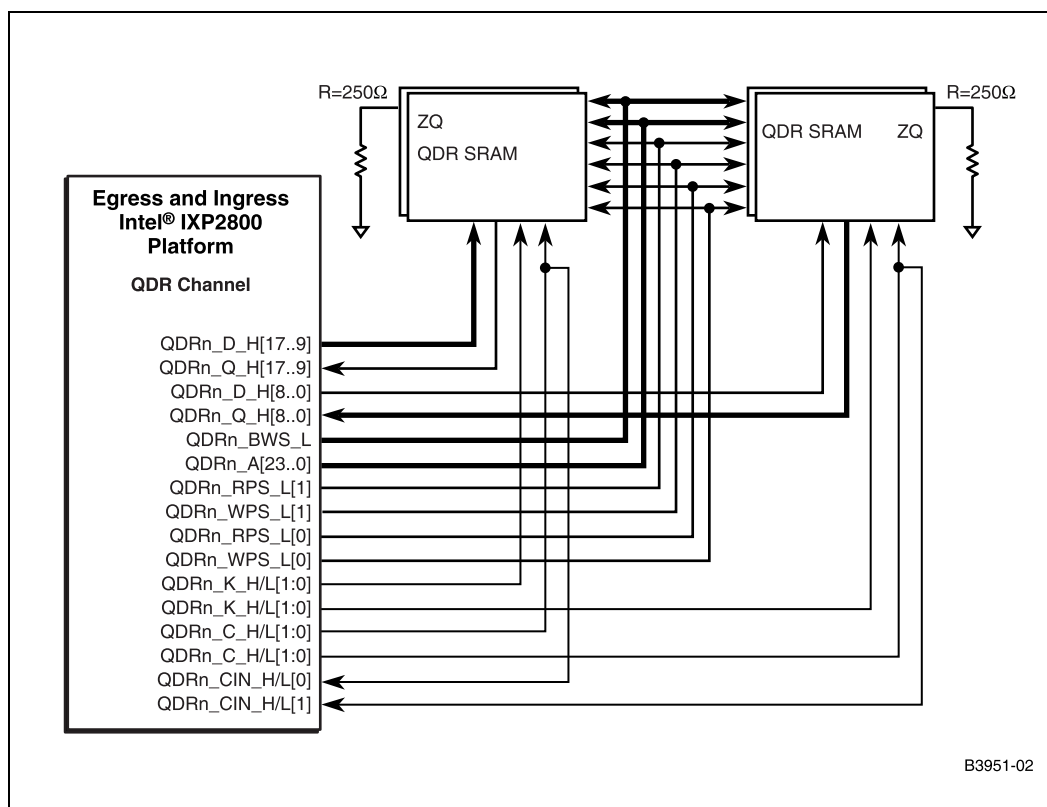 R=250Ω
ZQ
QDR SRAM
QDR SRAM
ZQ
R=250Ω
Egress and Ingress
Intel® IXP2800
Platform
QDR Channel
QDRn_D_H[17..9]
QDRn_Q_H[17..9]
QDRn_D_H[8..0]
QDRn_Q_H[8..0]
QDRn_BWS_L
QDRn_A[23..0]
QDRn_RPS_L[1]
QDRn_WPS_L[1]
QDRn_RPS_L[0]
QDRn_WPS_L[0]
QDRn_K_H/L[1:0]
QDRn_K_H/L[1:0]
QDRn_C_H/L[1:0]
QDRn_C_H/L[1:0]
QDRn_CIN_H/L[0]
QDRn_CIN_H/L[1]
B3951-02